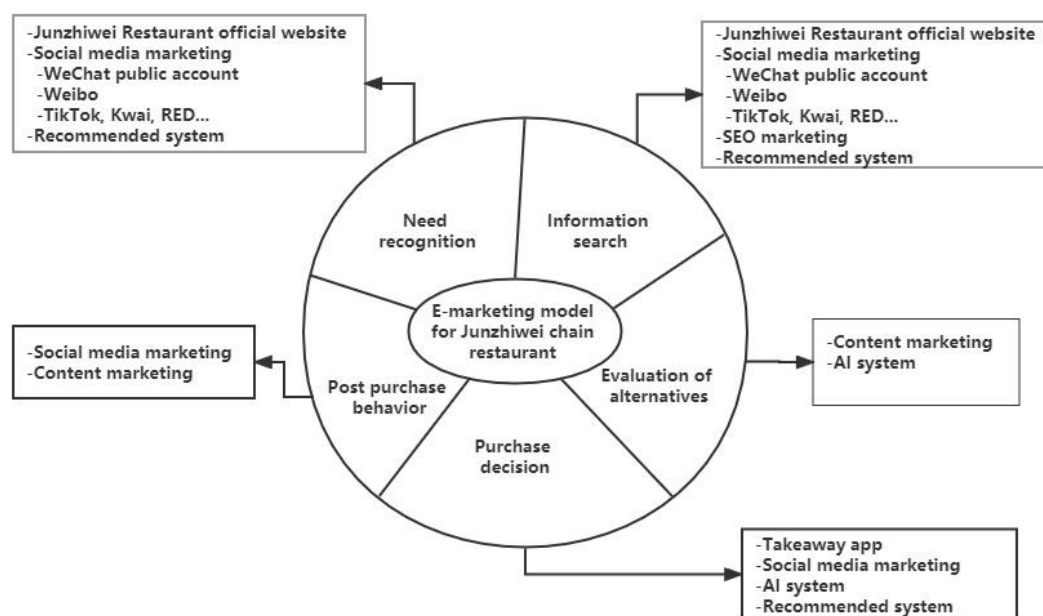 -Junzhiwei Restaurant official website
-Social media marketing
-WeChat public account
-Weibo
-TikTok, Kwai, RED...
-Recommended system
-Junzhiwei Restaurant official website
-Social media marketing
-WeChat public account
-Weibo
-TikTok, Kwai, RED...
-SEO marketing
-Recommended system
Need
recognition
Information
search
E-marketing model
for Junzhiwei chain
restaurant
-Social media marketing
-Content marketing
Post purchase
behavior
Evaluation of
alternatives
-Content marketing
-AI system
Purchase
decision
-Takeaway app
-Social media marketing
-AI system
-Recommended system